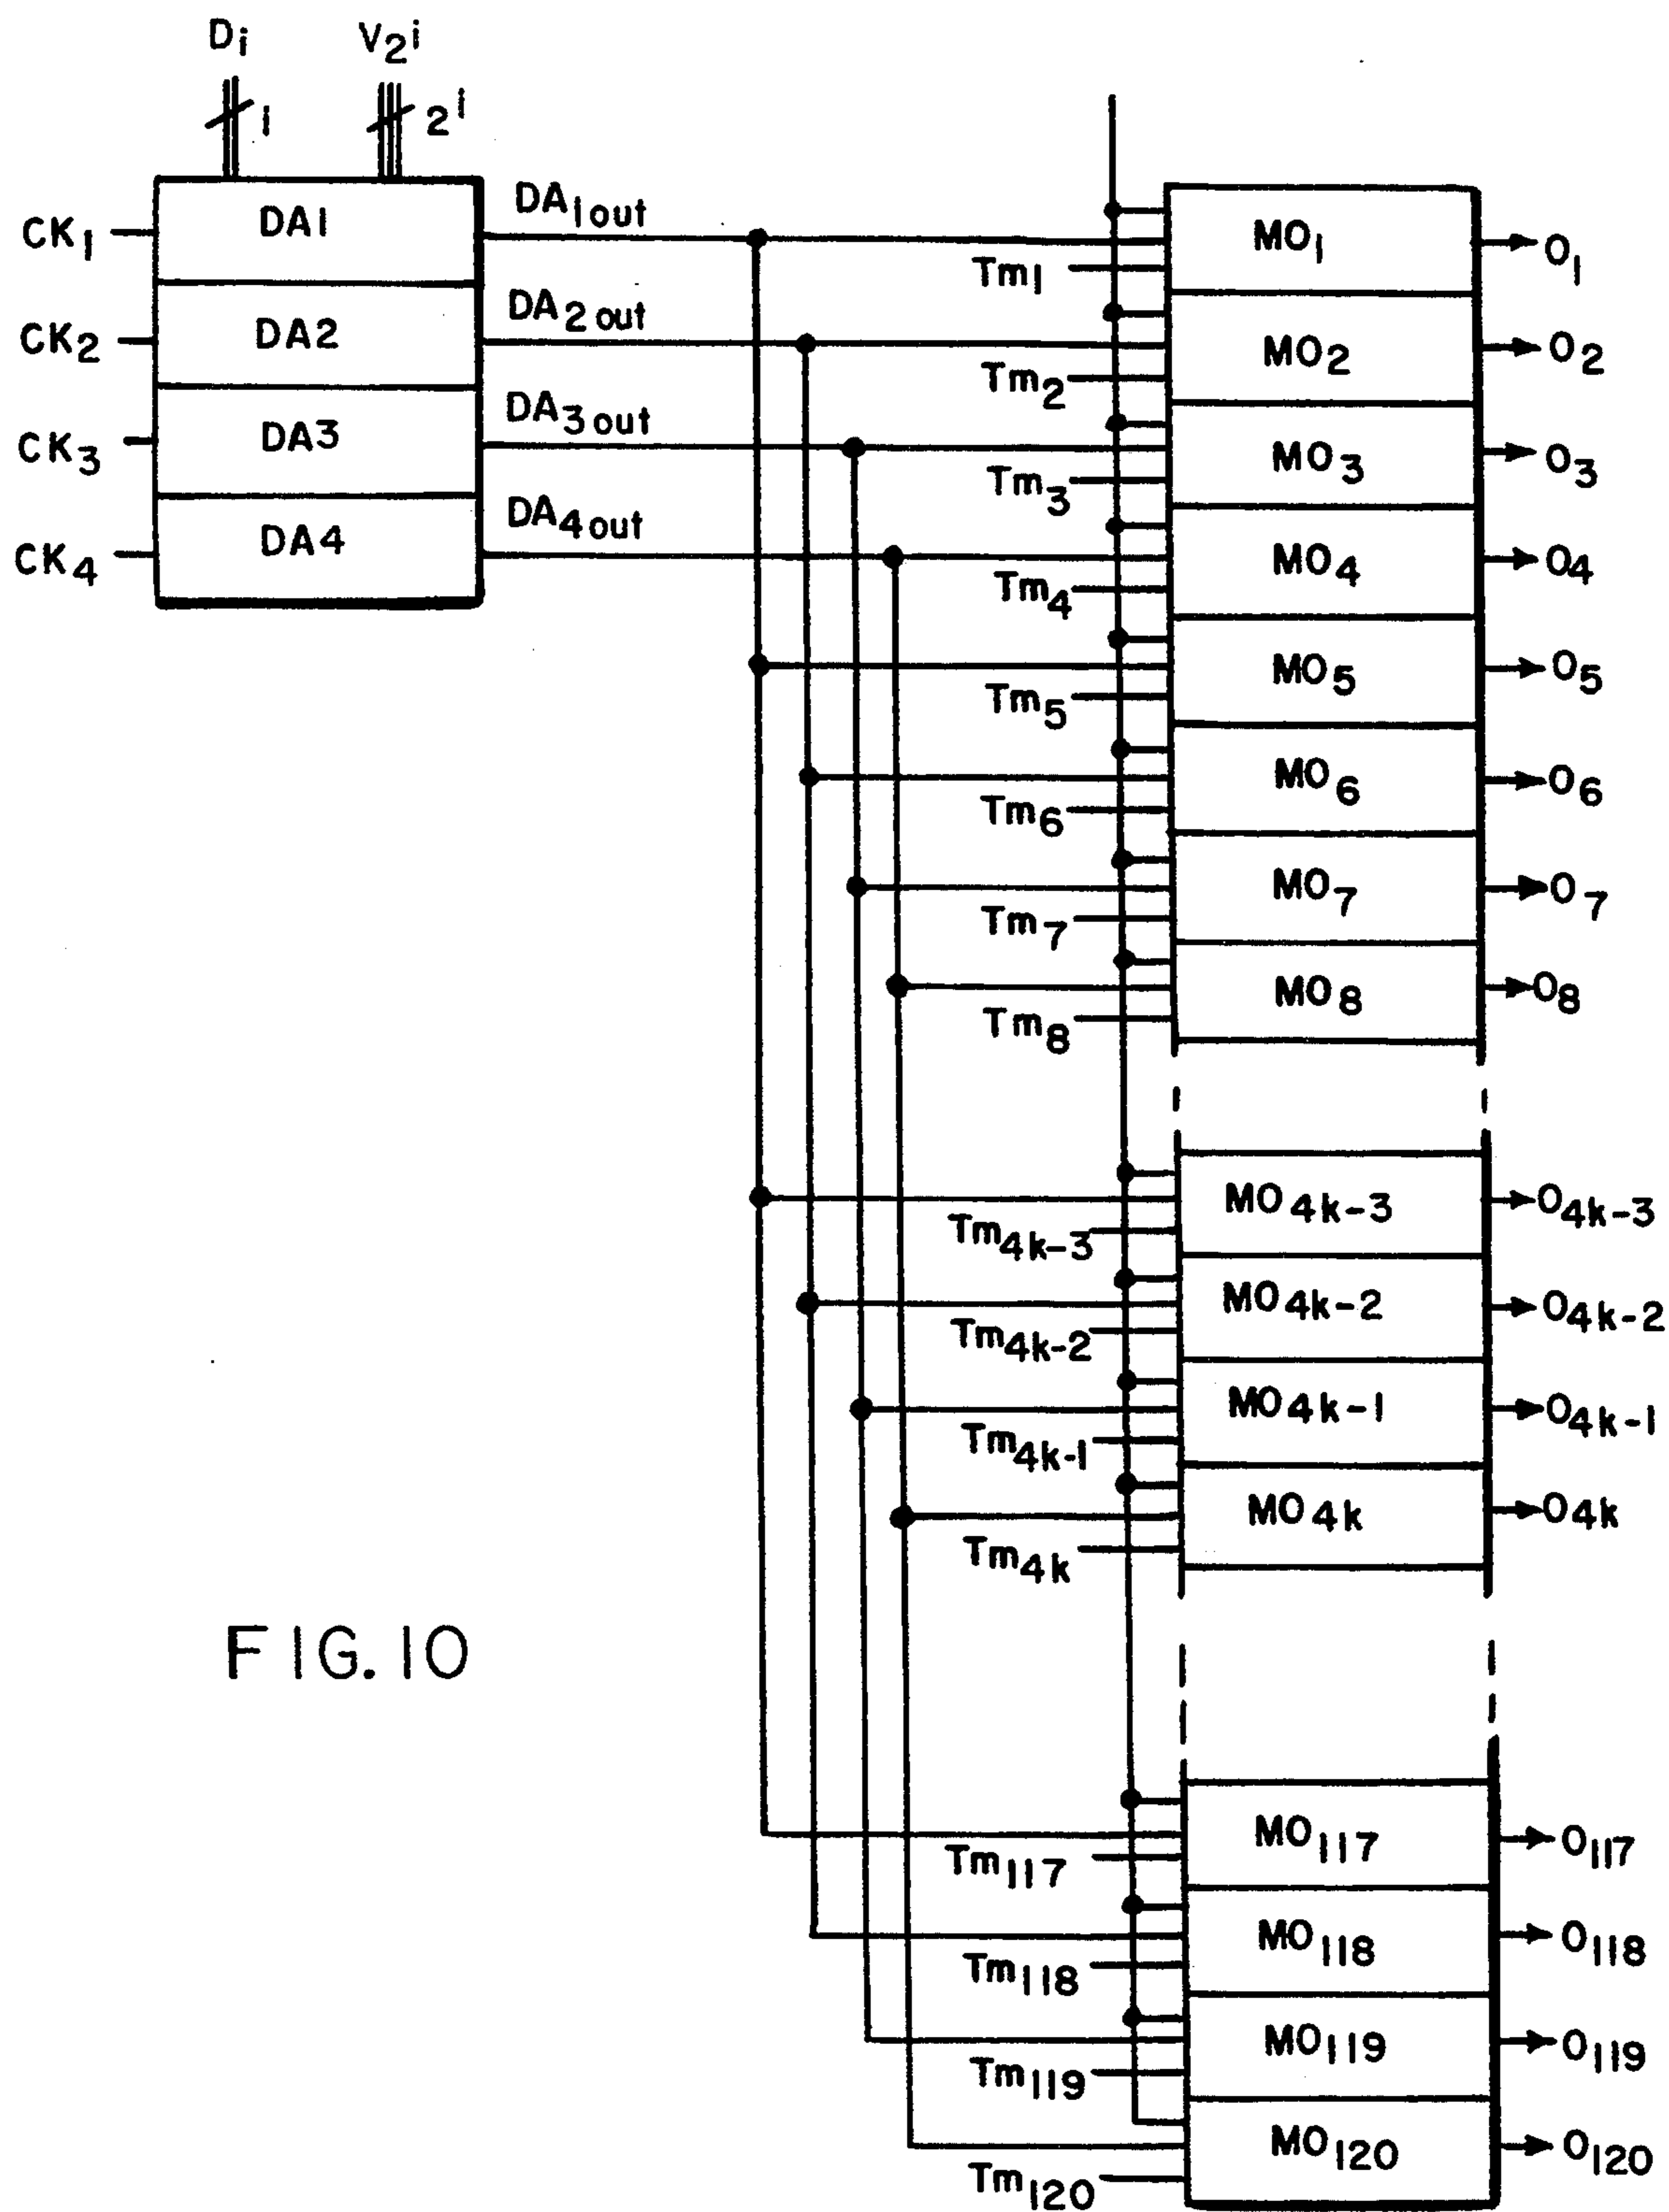 Di V2i
i 2i
CK1 DA1 DA1out
CK2 DA2 DA2out
CK3 DA3 DA3out
CK4 DA4 DA4out
Tm1 MO1 O1
Tm2 MO2 O2
Tm3 MO3 O3
Tm4 MO4 O4
Tm5 MO5 O5
Tm6 MO6 O6
Tm7 MO7 O7
Tm8 MO8 O8
Tm4k-3 MO4k-3 O4k-3
Tm4k-2 MO4k-2 O4k-2
Tm4k-1 MO4k-1 O4k-1
Tm4k MO4k O4k
FIG.10
Tm117 MO117 O117
Tm118 MO118 O118
Tm119 MO119 O119
Tm120 MO120 O120